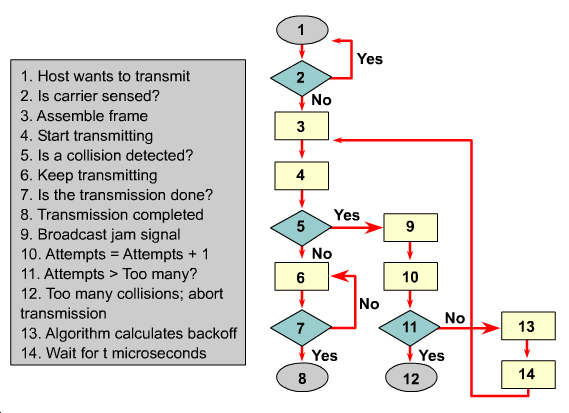 1. Host wants to transmit
2. Is carrier sensed?
3. Assemble frame
4. Start transmitting
5. Is a collision detected?
6. Keep transmitting
7. Is the transmission done?
8. Transmission completed
9. Broadcast jam signal
10. Attempts = Attempts + 1
11. Attempts > Too many?
12. Too many collisions; abort
transmission
13. Algorithm calculates backoff
14. Wait for t microseconds
1
Yes
2
No
3
4
5
Yes
9
No
6
10
No
7
11
No
13
Yes
Yes
8
12
14